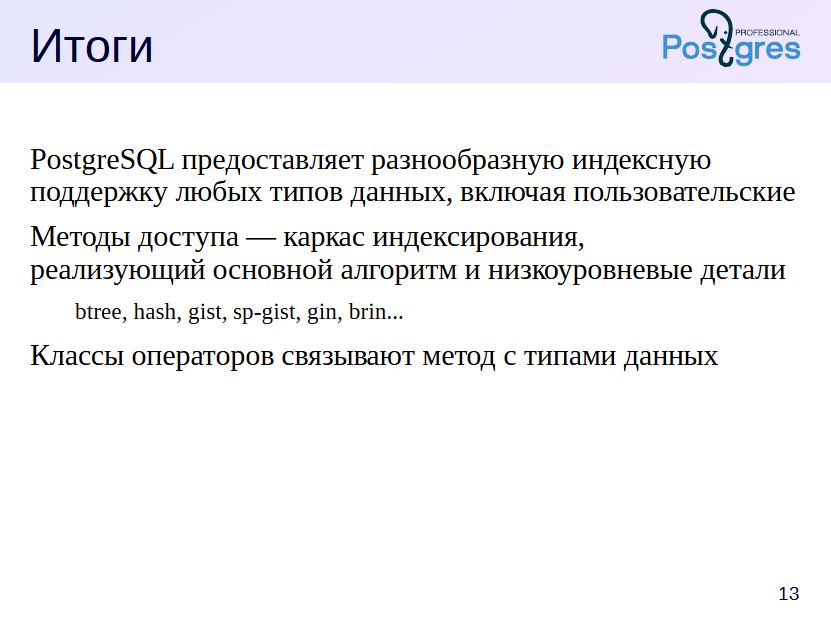 Итоги
PROFESSIONAL
Postgres
PostgreSQL предоставляет разнообразную индексную
поддержку любых типов данных, включая пользовательские
Методы доступа — каркас индексирования,
реализующий основной алгоритм и низкоуровневые детали
btree, hash, gist, sp-gist, gin, brin...
Классы операторов связывают метод с типами данных
13